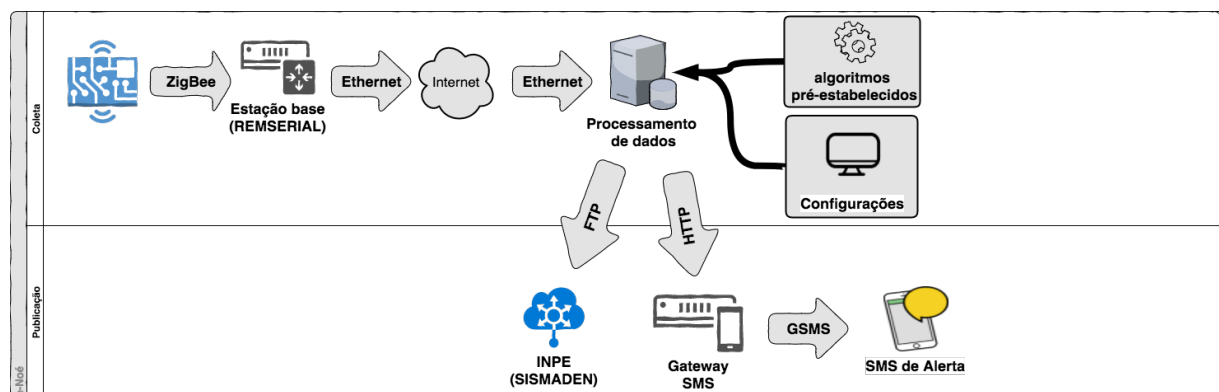 Coleta
ZigBee
Estação base
(REMSERIAL)
Ethernet
Internet
Ethernet
Processamento
de dados
algoritmos
pré-estabelecidos
Configurações
FTP
HTTP
Publicação
INPE
(SISMADEN)
Gateway
SMS
GSMS
SMS de Alerta
-Noé